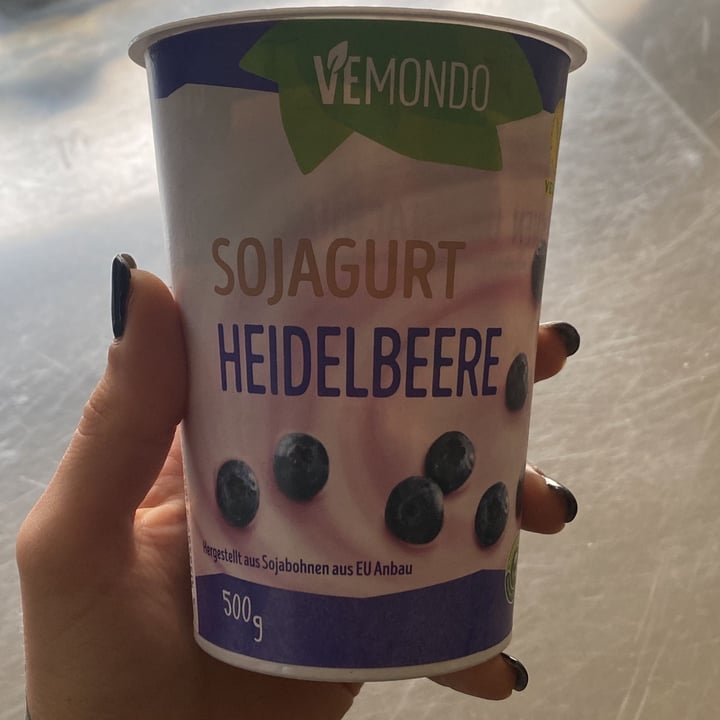 VEMONDO
SOJAGURT
HEIDELBEERE
Hergestellt aus Sojabohnen aus EU Anbau
500g